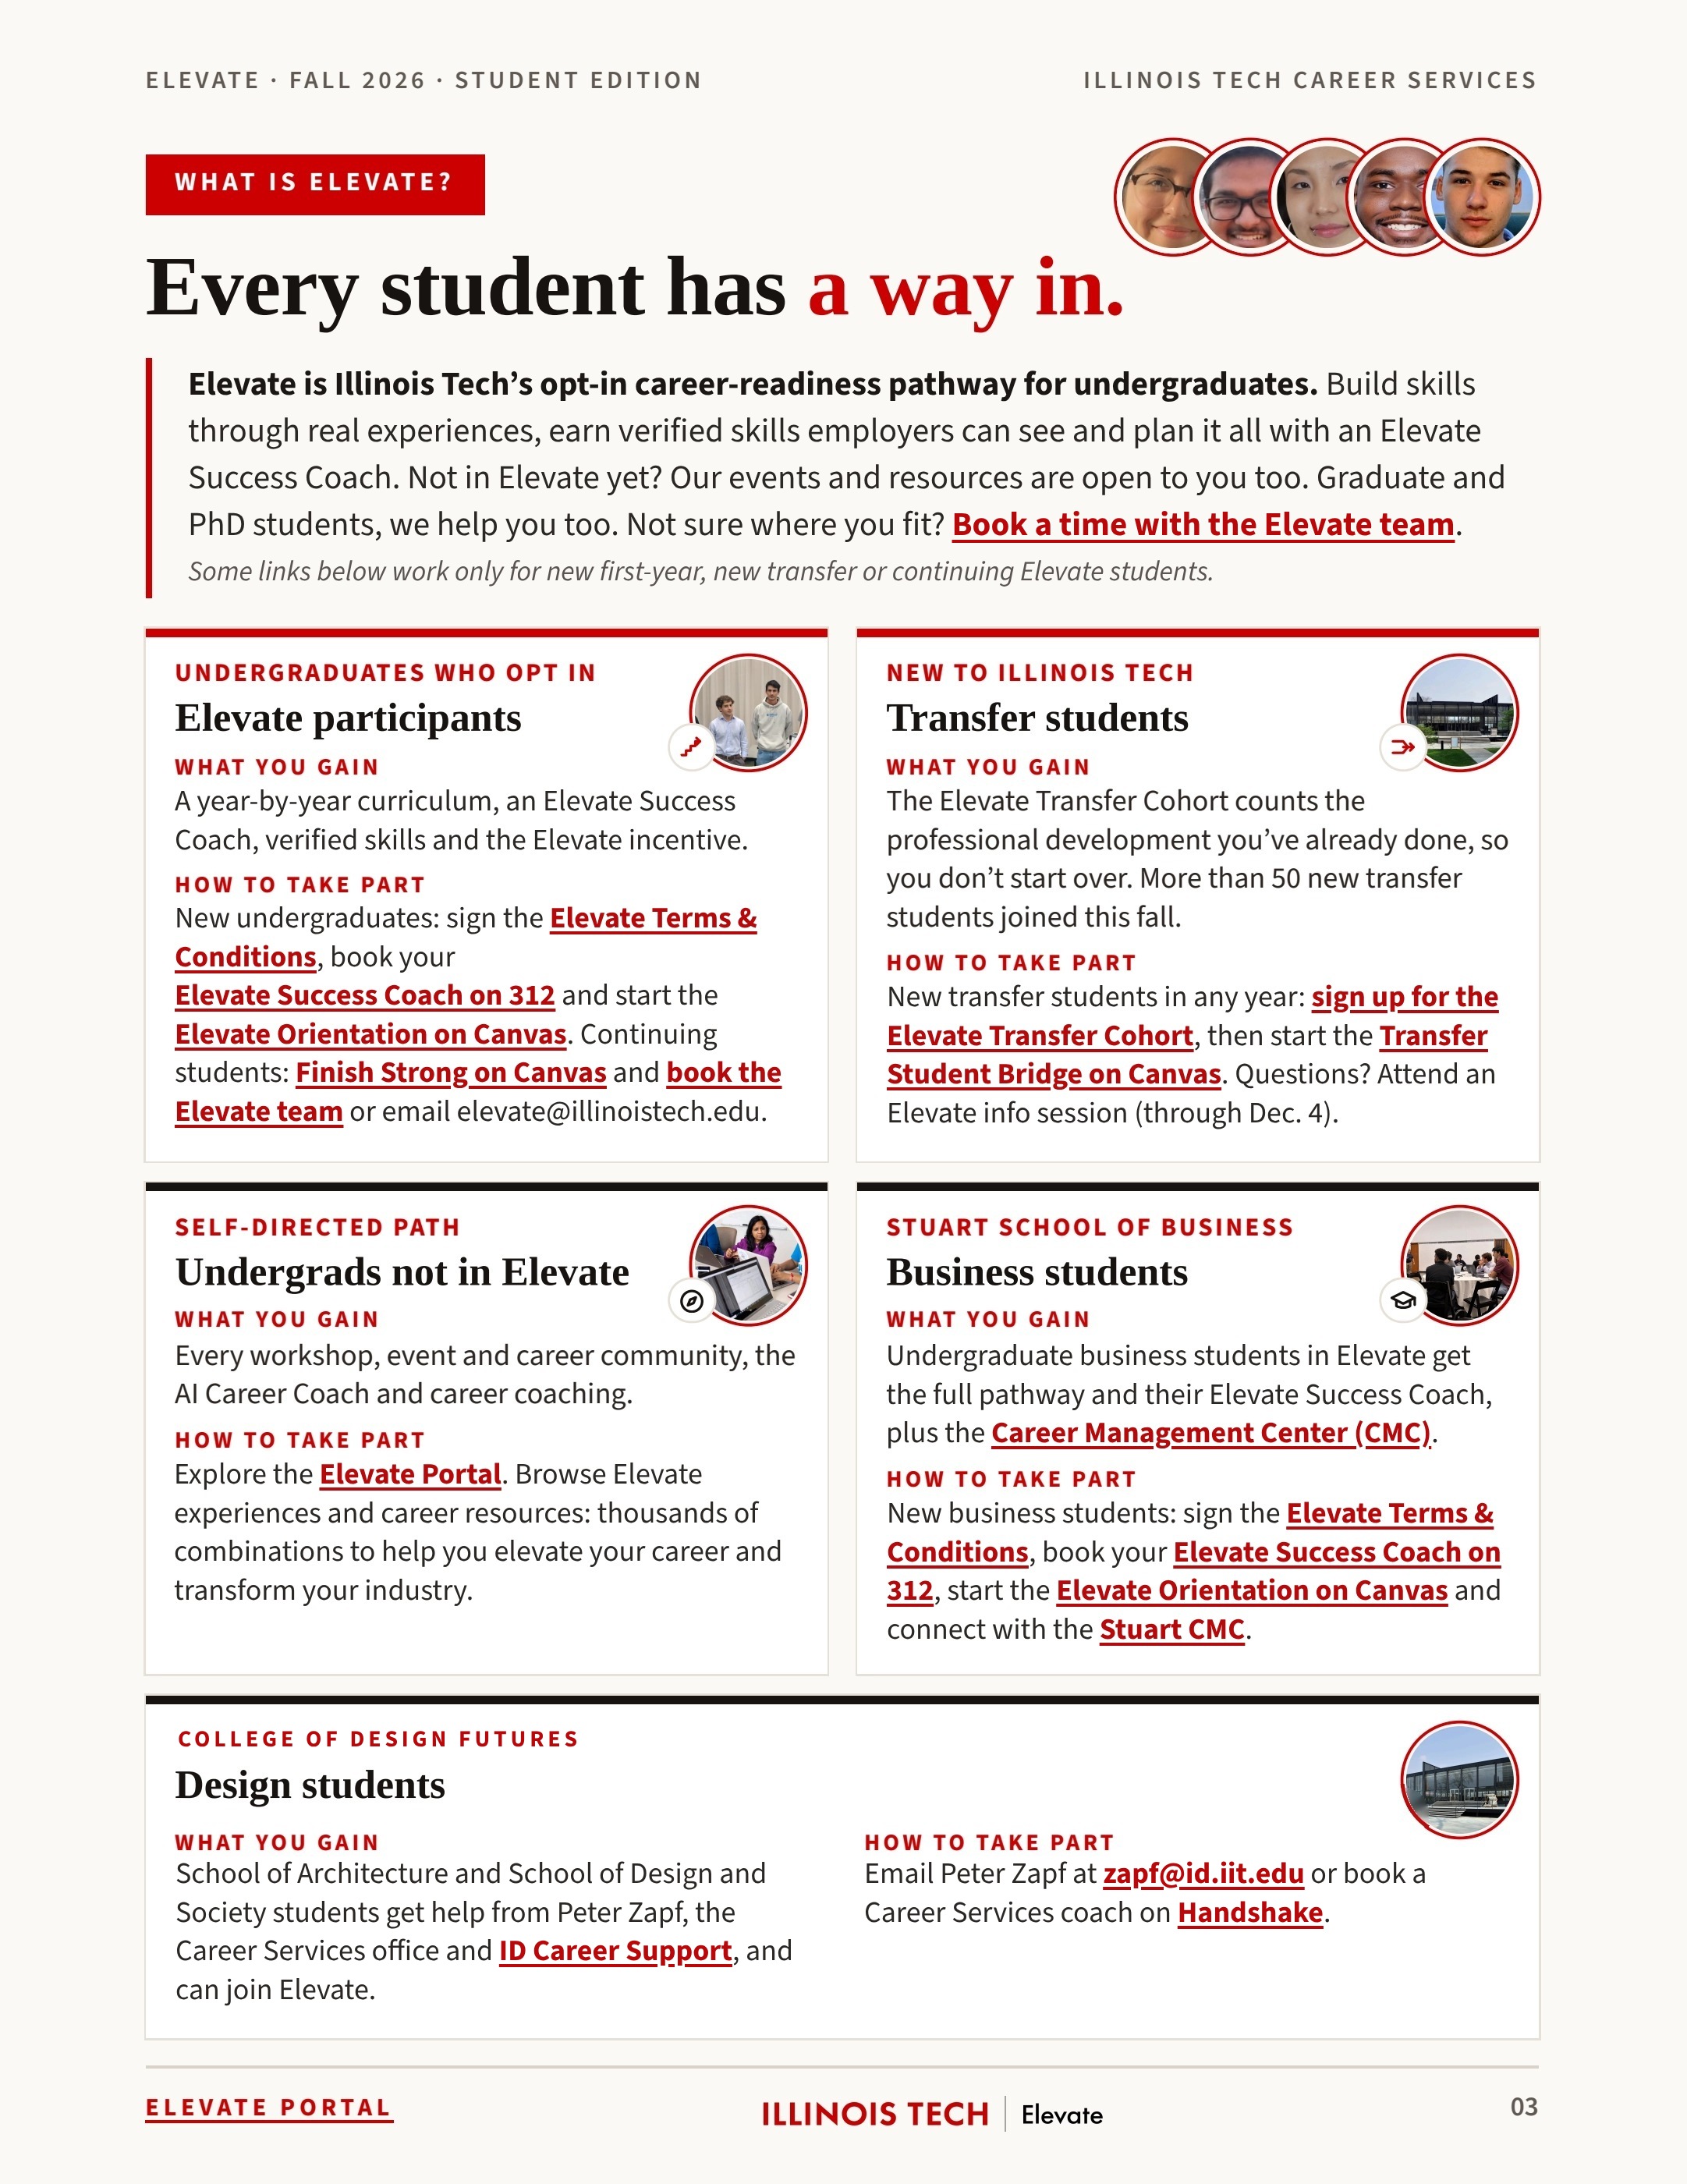 ELEVATE · FALL 2026 · STUDENT EDITION
ILLINOIS TECH CAREER SERVICES
WHAT IS ELEVATE?
Every student has a way in.
Elevate is Illinois Tech’s opt-in career-readiness pathway for undergraduates. Build skills
through real experiences, earn verified skills employers can see and plan it all with an Elevate
Success Coach. Not in Elevate yet? Our events and resources are open to you too. Graduate and
PhD students, we help you too. Not sure where you fit? Book a time with the Elevate team.
Some links below work only for new first-year, new transfer or continuing Elevate students.
UNDERGRADUATES WHO OPT IN
Elevate participants
WHAT YOU GAIN
A year-by-year curriculum, an Elevate Success
Coach, verified skills and the Elevate incentive.
HOW TO TAKE PART
New undergraduates: sign the Elevate Terms &
Conditions, book your
Elevate Success Coach on 312 and start the
Elevate Orientation on Canvas. Continuing
students: Finish Strong on Canvas and book the
Elevate team or email elevate@illinoistech.edu.
NEW TO ILLINOIS TECH
Transfer students
WHAT YOU GAIN
The Elevate Transfer Cohort counts the
professional development you’ve already done, so
you don’t start over. More than 50 new transfer
students joined this fall.
HOW TO TAKE PART
New transfer students in any year: sign up for the
Elevate Transfer Cohort, then start the Transfer
Student Bridge on Canvas. Questions? Attend an
Elevate info session (through Dec. 4).
SELF-DIRECTED PATH
Undergrads not in Elevate
WHAT YOU GAIN
Every workshop, event and career community, the
AI Career Coach and career coaching.
HOW TO TAKE PART
Explore the Elevate Portal. Browse Elevate
experiences and career resources: thousands of
combinations to help you elevate your career and
transform your industry.
STUART SCHOOL OF BUSINESS
Business students
WHAT YOU GAIN
Undergraduate business students in Elevate get
the full pathway and their Elevate Success Coach,
plus the Career Management Center (CMC).
HOW TO TAKE PART
New business students: sign the Elevate Terms &
Conditions, book your Elevate Success Coach on
312, start the Elevate Orientation on Canvas and
connect with the Stuart CMC.
COLLEGE OF DESIGN FUTURES
Design students
WHAT YOU GAIN
School of Architecture and School of Design and
Society students get help from Peter Zapf, the
Career Services office and ID Career Support, and
can join Elevate.
HOW TO TAKE PART
Email Peter Zapf at zapf@id.iit.edu or book a
Career Services coach on Handshake.
ELEVATE PORTAL
ILLINOIS TECH | Elevate
03